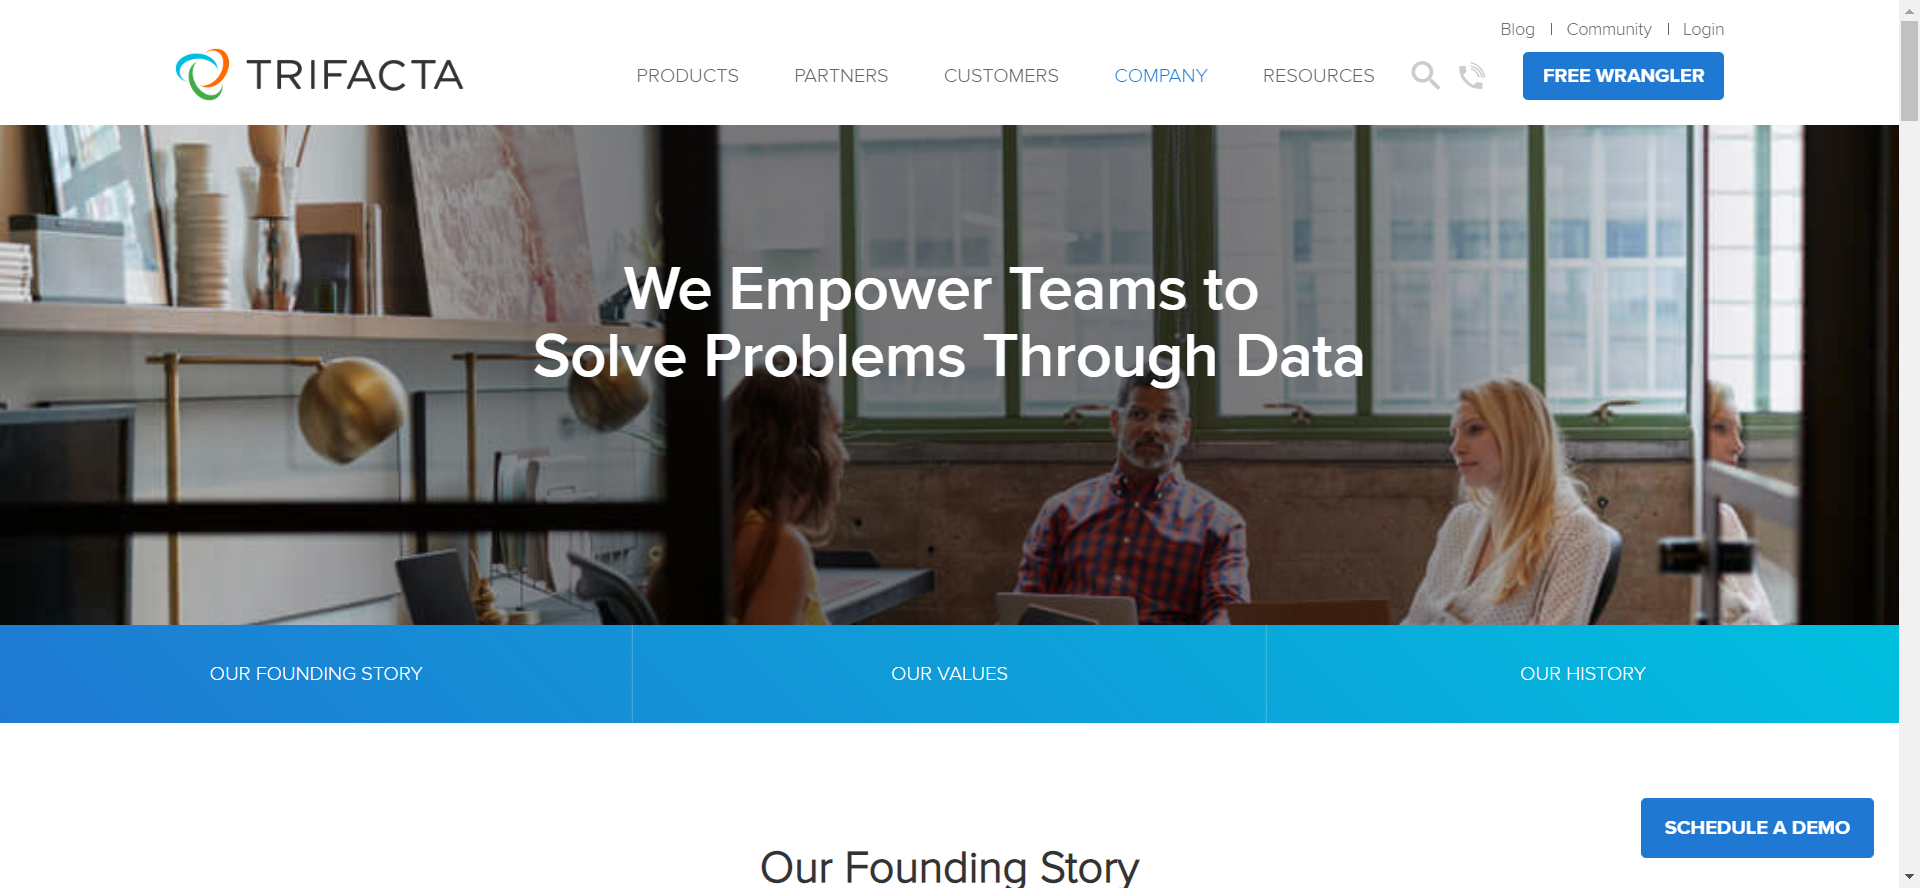 Blog | Community | Login
TRIFACTA
PRODUCTS PARTNERS CUSTOMERS COMPANY RESOURCES FREE WRANGLER
We Empower Teams to
Solve Problems Through Data
OUR FOUNDING STORY OUR VALUES OUR HISTORY
SCHEDULE A DEMO
Our Founding Story